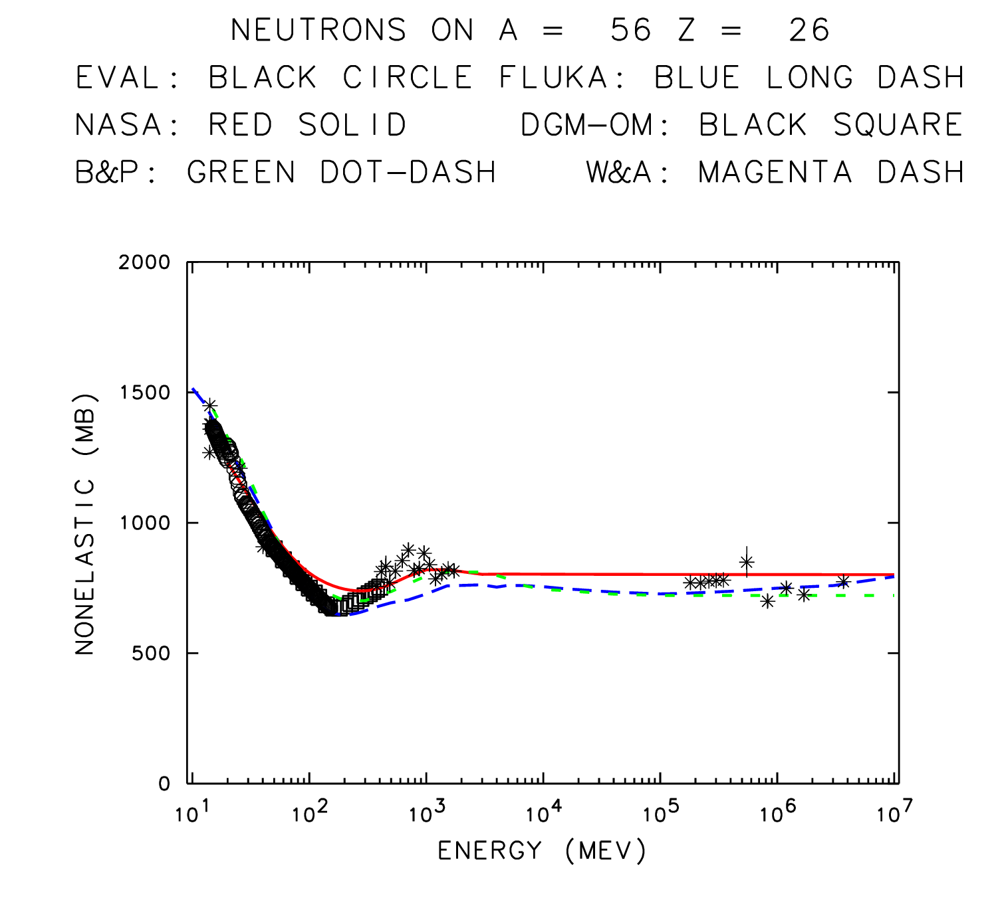 NEUTRONS ON A = 56 Z = 26
EVAL: BLACK CIRCLE FLUKA: BLUE LONG DASH
NASA: RED SOLID DGM-OM: BLACK SQUARE
B&P: GREEN DOT-DASH W&A: MAGENTA DASH
2000
1500
1000
500
0
NONELASTIC (MB)
10¹ 10² 10³ 10⁴ 10⁵ 10⁶ 10⁷
ENERGY (MEV)